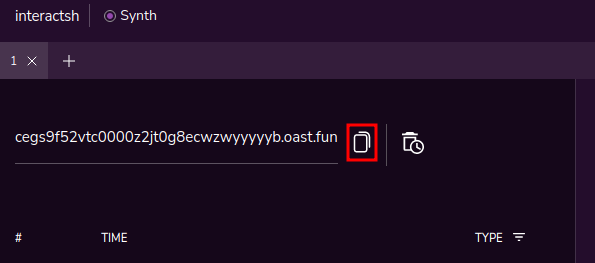 interactsh Synth
1
cegs9f52vtc0000z2jt0g8ecwzwyyyyyb.oast.fun
# TIME TYPE